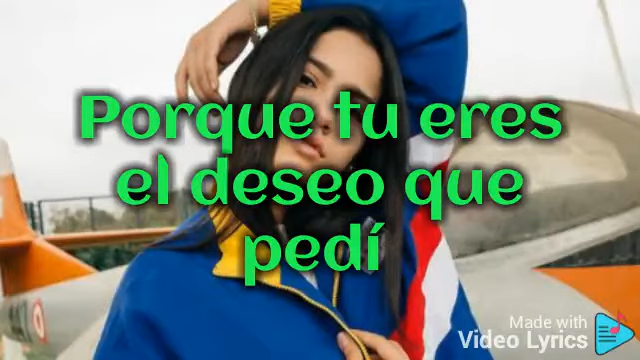 Porque tu eres
el deseo que
pedí
Made with
Video Lyrics